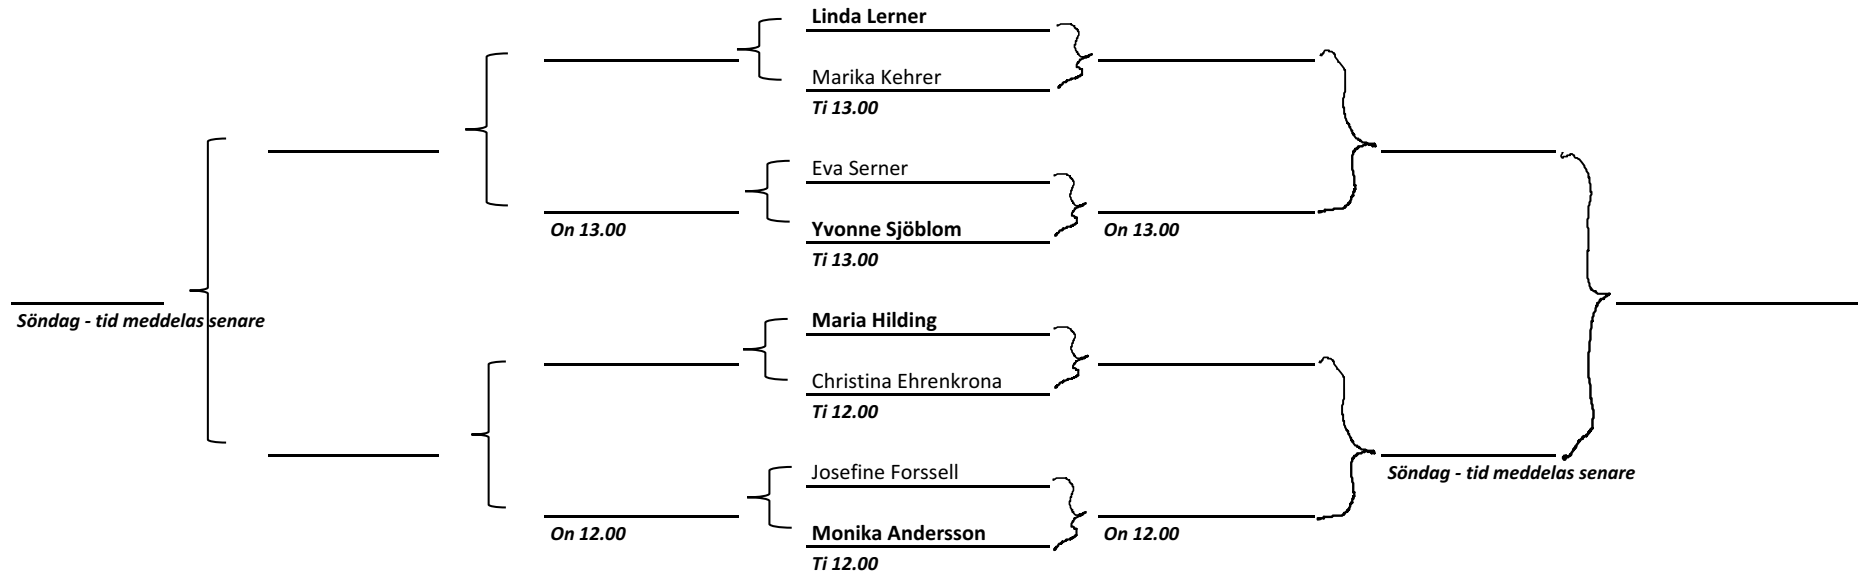 Linda Lerner
Marika Kehrer
Ti 13.00
Eva Serner
On 13.00
Yvonne Sjöblom
On 13.00
Ti 13.00
Söndag - tid meddelas senare
Maria Hilding
Christina Ehrenkrona
Ti 12.00
Josefine Forssell
Söndag - tid meddelas senare
On 12.00
Monika Andersson
On 12.00
Ti 12.00